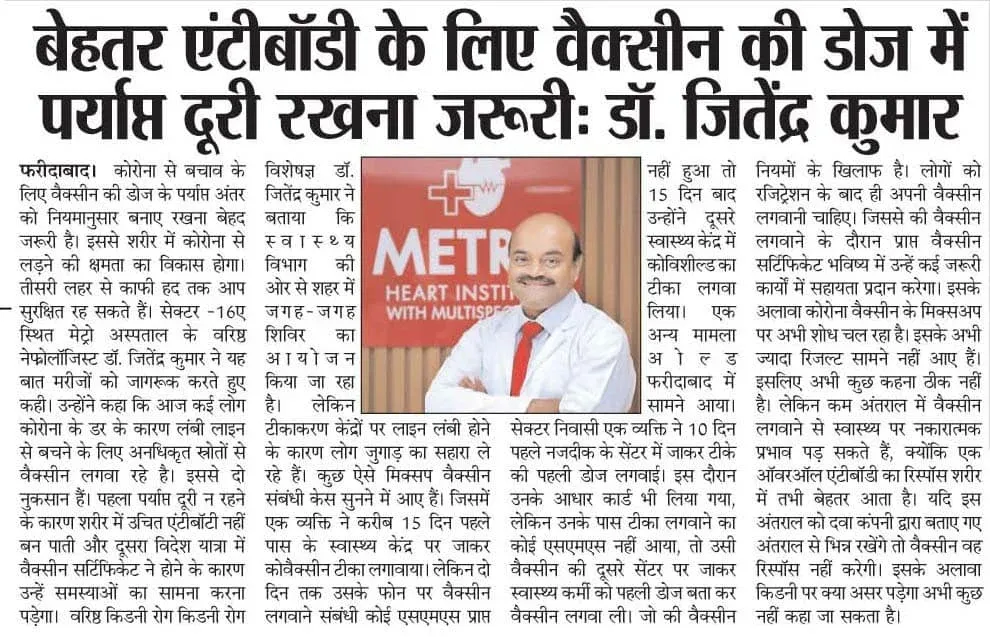 बेहतर एंटीबॉडी के लिए वैक्सीन की डोज में
पर्याप्त दूरी रखना जरूरी: डॉ. जितेंद्र कुमार
फरीदाबाद। कोरोना से बचाव के
लिए वैक्सीन की डोज के पर्याप्त अंतर
को नियमानुसार बनाए रखना बेहद
जरूरी है। इससे शरीर में कोरोना से
लड़ने की क्षमता का विकास होगा।
तीसरी लहर से काफी हद तक आप
सुरक्षित रह सकते हैं। सेक्टर -16ए
स्थित मेट्रो अस्पताल के वरिष्ठ
नेफ्रोलॉजिस्ट डॉ. जितेंद्र कुमार ने यह
बात मरीजों को जागरूक करते हुए
कही। उन्होंने कहा कि आज कई लोग
कोरोना के डर के कारण लंबी लाइन
से बचने के लिए अनधिकृत स्रोतों से
वैक्सीन लगवा रहे है। इससे दो
नुकसान हैं। पहला पर्याप्त दूरी न रहने
के कारण शरीर में उचित एंटीबाटी नहीं
बन पाती और दूसरा विदेश यात्रा में
वैक्सीन सर्टिफिकेट ने होने के कारण
उन्हें समस्याओं का सामना करना
पड़ेगा। वरिष्ठ किडनी रोग किडनी रोग
विशेषज्ञ डॉ.
जितेंद्र कुमार ने
बताया कि
स्वास्थ्य
विभाग की
ओर से शहर में
जगह-जगह
शिविर का
आयोजन
किया जा रहा
है। लेकिन
टीकाकरण केंद्रों पर लाइन लंबी होने
के कारण लोग जुगाड़ का सहारा ले
रहे हैं। कुछ ऐसे मिक्सप वैक्सीन
संबंधी केस सुनने में आए हैं। जिसमें
एक व्यक्ति ने करीब 15 दिन पहले
पास के स्वास्थ्य केंद्र पर जाकर
कोवैक्सीन टीका लगावाया। लेकिन दो
दिन तक उसके फोन पर वैक्सीन
लगवाने संबंधी कोई एसएमएस प्राप्त
METR
HEART INSTIT
WITH MULTISPEC
नहीं हुआ तो
15 दिन बाद
उन्होंने दूसरे
स्वास्थ्य केंद्र में
कोविशील्ड का
टीका लगवा
लिया। एक
अन्य मामला
ओल्ड
फरीदाबाद में
सामने आया।
सेक्टर निवासी एक व्यक्ति ने 10 दिन
पहले नजदीक के सेंटर में जाकर टीके
की पहली डोज लगवाई। इस दौरान
उनके आधार कार्ड भी लिया गया,
लेकिन उनके पास टीका लगवाने का
कोई एसएमएस नहीं आया, तो उसी
वैक्सीन की दूसरे सेंटर पर जाकर
स्वास्थ्य कर्मी को पहली डोज बता कर
वैक्सीन लगवा ली। जो की वैक्सीन
नियमों के खिलाफ है। लोगों को
रजिट्रेशन के बाद ही अपनी वैक्सीन
लगवानी चाहिए। जिससे की वैक्सीन
लगवाने के दौरान प्राप्त वैक्सीन
सर्टिफिकेट भविष्य में उन्हें कई जरूरी
कार्यो में सहायता प्रदान करेगा। इसके
अलावा कोरोना वैक्सीन के मिक्सअप
पर अभी शोध चल रहा है। इसके अभी
ज्यादा रिजल्ट सामने नहीं आए हैं।
इसलिए अभी कुछ कहना ठीक नहीं
है। लेकिन कम अंतराल में वैक्सीन
लगवाने से स्वास्थ्य पर नकारात्मक
प्रभाव पड़ सकते हैं, क्योंकि एक
ऑवरऑल एंटीबॉडी का रिस्पॉस शरीर
में तभी बेहतर आता है। यदि इस
अंतराल को दवा कंपनी द्वारा बताए गए
अंतराल से भिन्न रखेंगे तो वैक्सीन वह
रिस्पॉस नहीं करेगी। इसके अलावा
किडनी पर क्या असर पड़ेगा अभी कुछ
नहीं कहा जा सकता है।